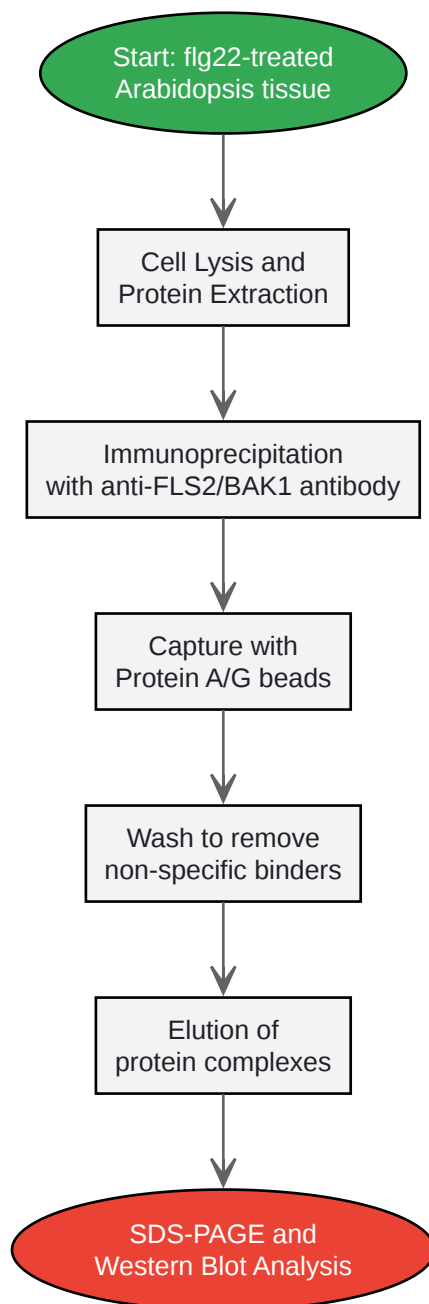 Start: flg22-treated
Arabidopsis tissue
Cell Lysis and
Protein Extraction
Immunoprecipitation
with anti-FLS2/BAK1 antibody
Capture with
Protein A/G beads
Wash to remove
non-specific binders
Elution of
protein complexes
SDS-PAGE and
Western Blot Analysis